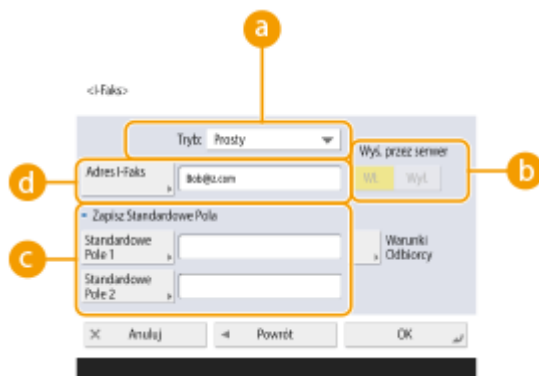 a
<I-Faks>
Tryb: Prosty
Wyś. przez serwer
Wł. Wył.
b
d
Adres I-Faks
Bob@z.com
Zapisz Standardowe Pola
c
Standardowe
Pole 1
Warunki
Odbiorcy
Standardowe
Pole 2
Anuluj
Powrót
OK